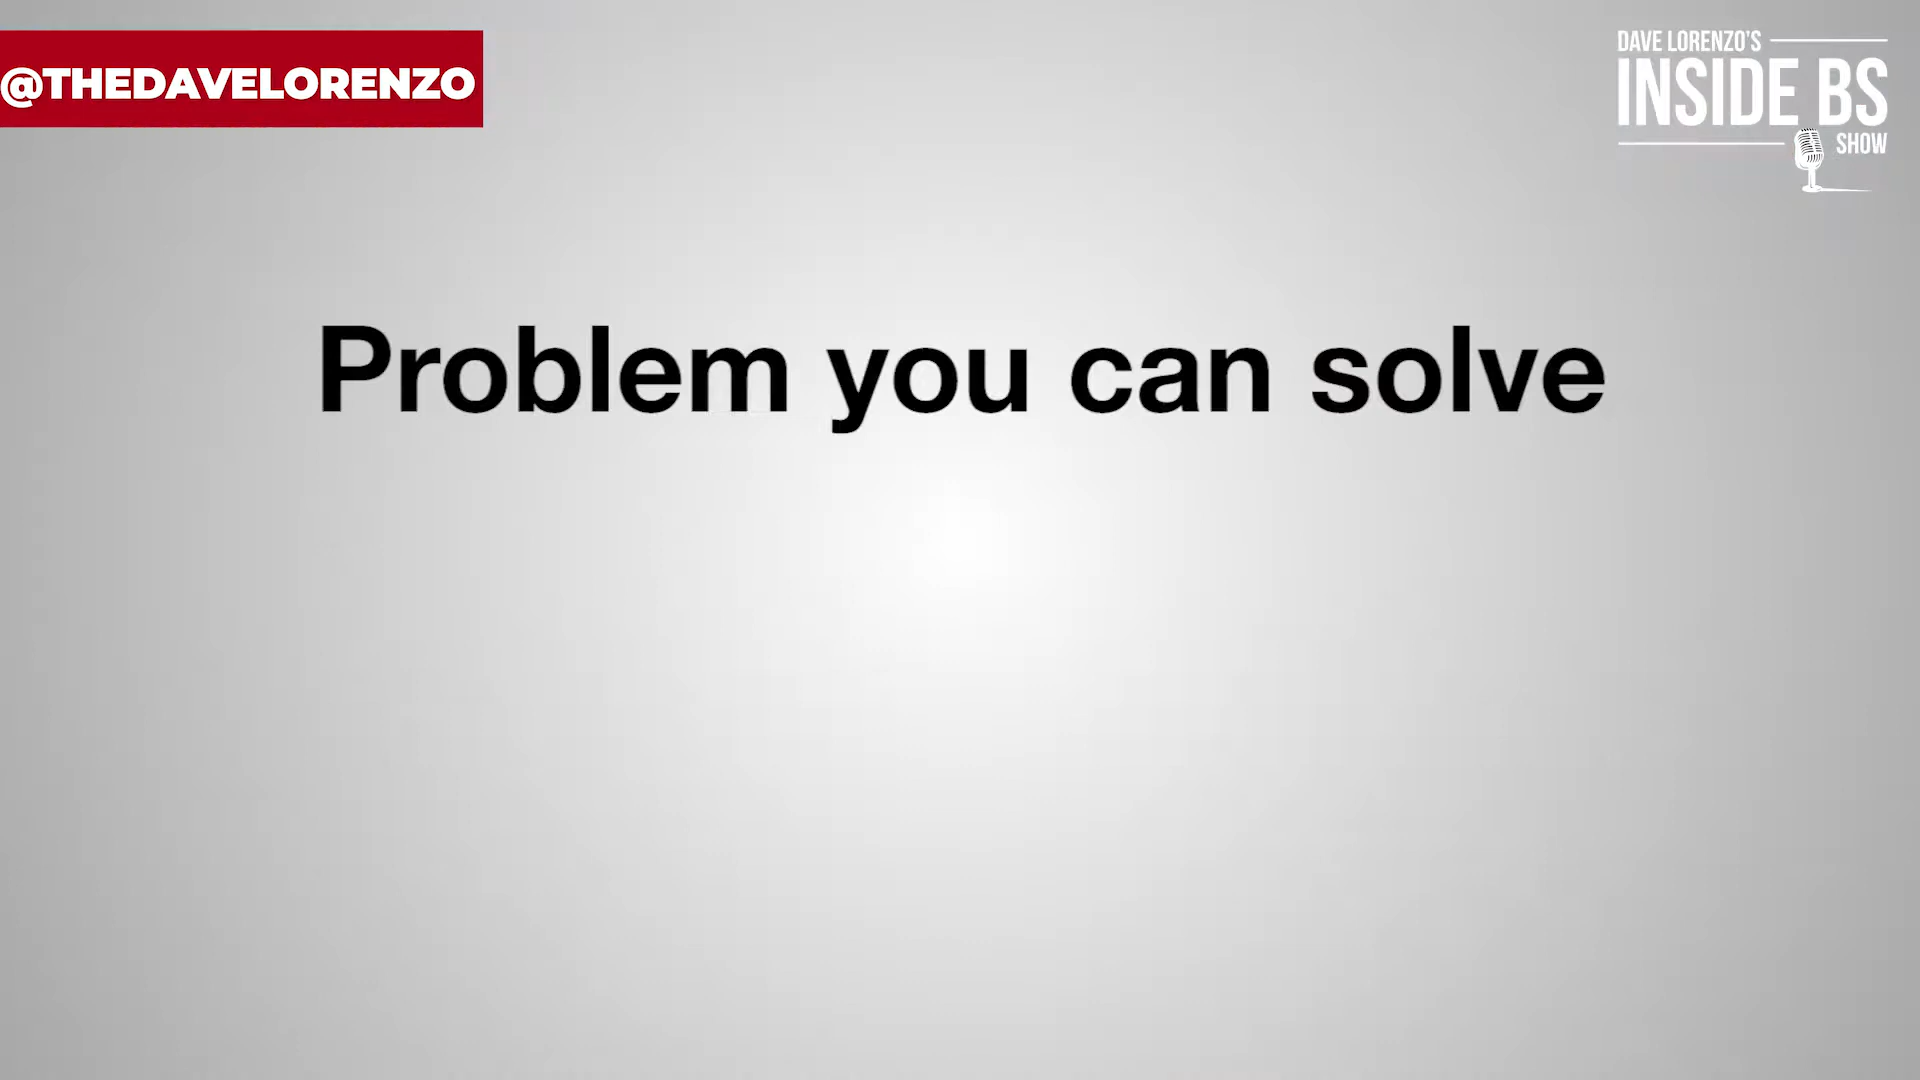 @THEDAVELORENZO
DAVE LORENZO'S
INSIDE BS
SHOW
Problem you can solve